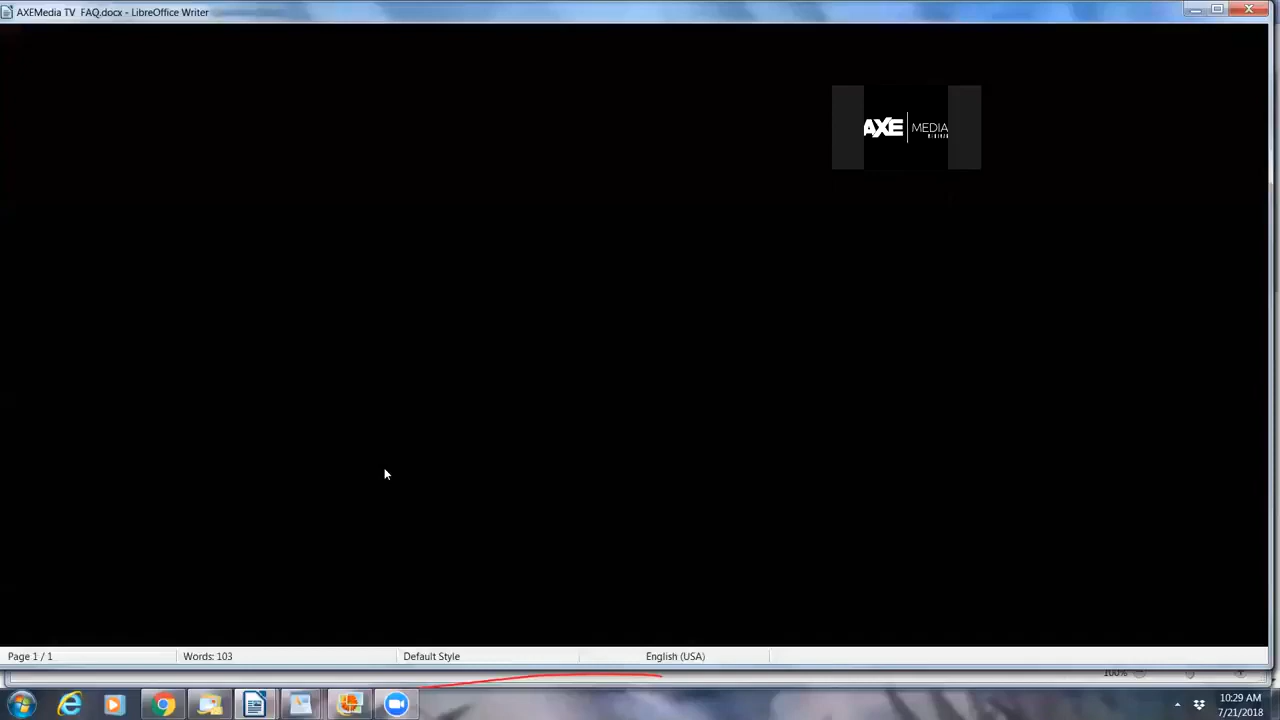 AXEMedia TV  FAQ.docx - LibreOffice Writer
AXE MEDIA
Page 1 / 1
Words: 103
Default Style
English (USA)
100%
10:29 AM
7/21/2018